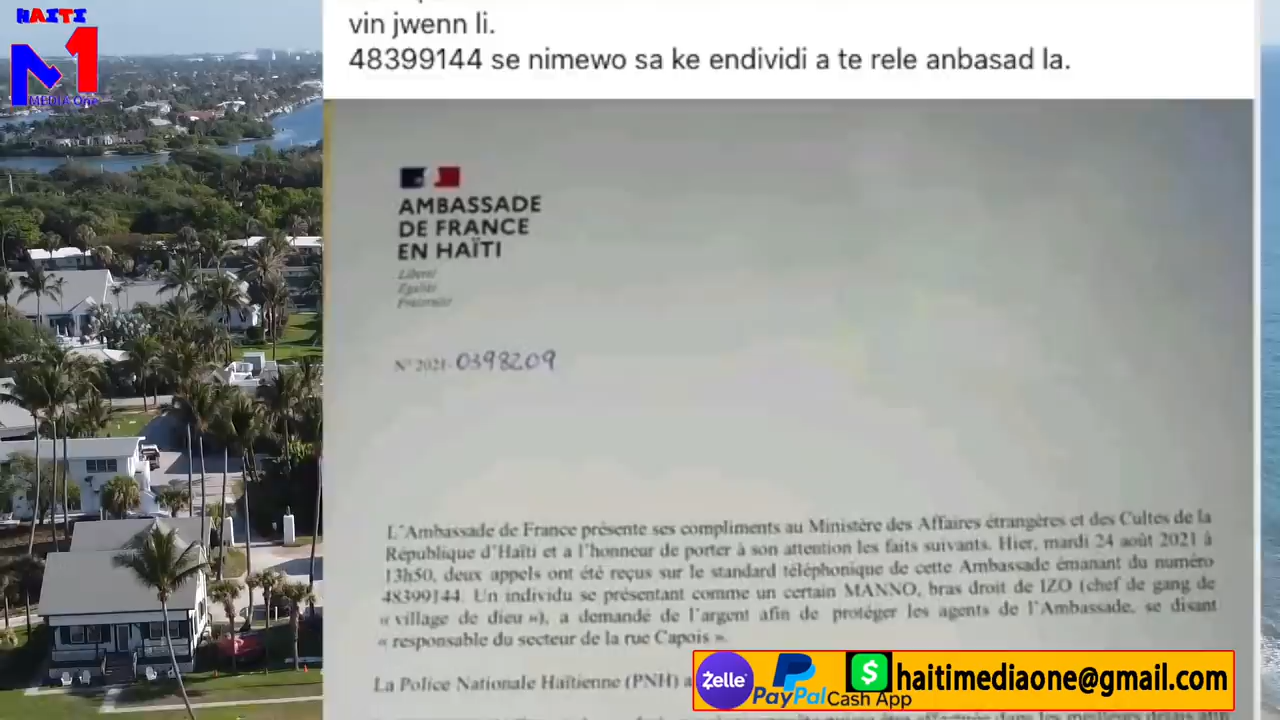 HAITI
M1
MEDIA One
vin jwenn li.
48399144 se nimewo sa ke endividi a te rele anbasad la.
AMBASSADE
DE FRANCE
EN HAÏTI
Liberté
Égalité
Fraternité
N° 2021- 0398209
L'Ambassade de France présente ses compliments au Ministère des Affaires étrangères et des Cultes de la
République d'Haïti et a l'honneur de porter à son attention les faits suivants. Hier, mardi 24 août 2021 à
13h50, deux appels ont été reçus sur le standard téléphonique de cette Ambassade émanant du numéro
48399144. Un individu se présentant comme un certain MANNO, bras droit de IZO (chef de gang de
« village de dieu »), a demandé de l'argent afin de protéger les agents de l'Ambassade, se disant
« responsable du secteur de la rue Capois ».
La Police Nationale Haïtienne (PNH) a
Zelle
PayPal
$
Cash App
haitimediaone@gmail.com